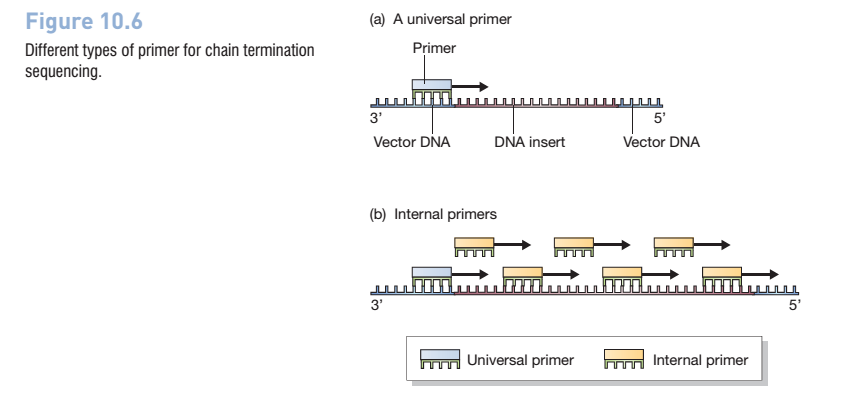 Figure 10.6
Different types of primer for chain termination
sequencing.
(a) A universal primer
Primer
3’
5’
Vector DNA
DNA insert
Vector DNA
(b) Internal primers
3’
5’
Universal primer
Internal primer